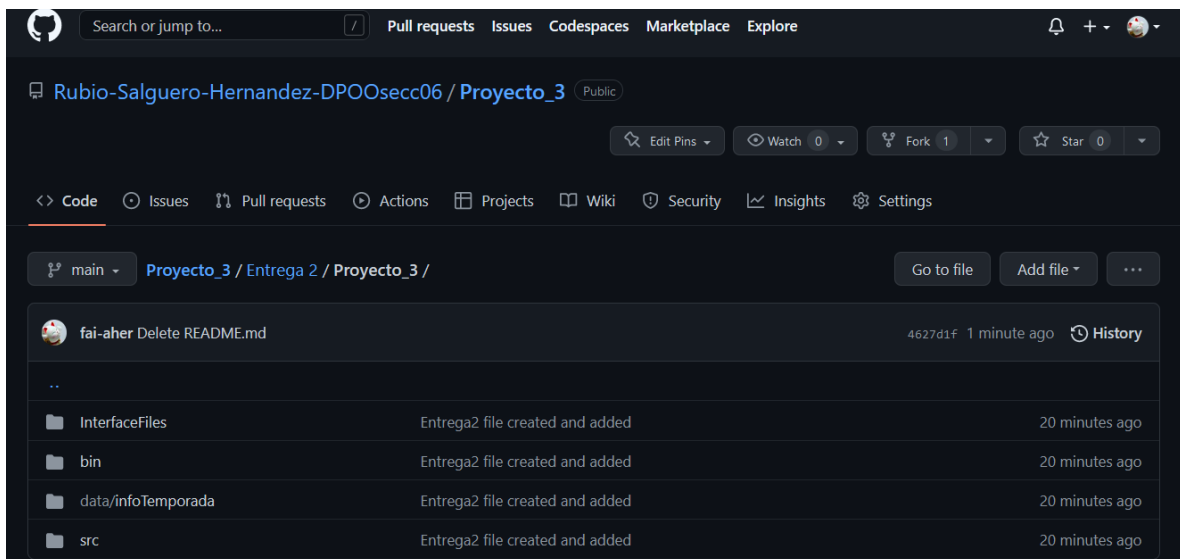 Search or jump to... / Pull requests Issues Codespaces Marketplace Explore
Rubio-Salguero-Hernandez-DPOOsecc06 / Proyecto_3 Public
Edit Pins Watch 0 Fork 1 Star 0
<> Code Issues Pull requests Actions Projects Wiki Security Insights Settings
main Proyecto_3 / Entrega 2 / Proyecto_3 / Go to file Add file ...
fai-aher Delete README.md 4627d1f 1 minute ago History
..
InterfaceFiles Entrega2 file created and added 20 minutes ago
bin Entrega2 file created and added 20 minutes ago
data/infoTemporada Entrega2 file created and added 20 minutes ago
src Entrega2 file created and added 20 minutes ago